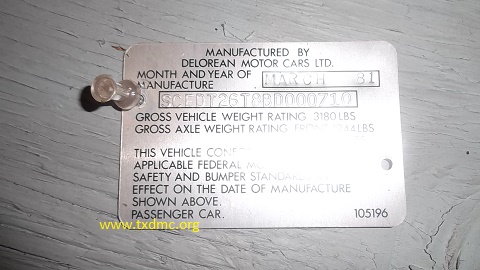 MANUFACTURED BY
DELOREAN MOTOR CARS LTD.
MONTH AND YEAR OF MARCH 81
MANUFACTURE
SCEDT26T8BD000710
GROSS VEHICLE WEIGHT RATING 3180 LBS
GROSS AXLE WEIGHT RATING LBS
THIS VEHICLE
APPLICABLE FEDERAL
SAFETY AND BUMPER
EFFECT ON THE DATE OF MANUFACTURE
SHOWN ABOVE.
PASSENGER CAR. 105196
www.txdmc.org